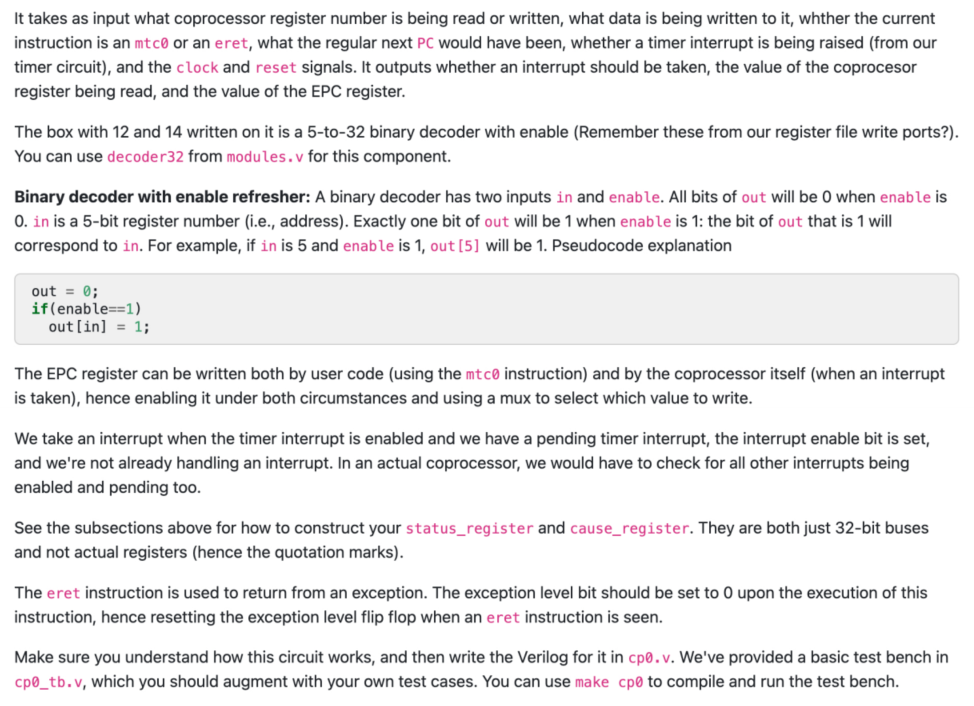 It takes as input what coprocessor register number is being read or written, what data is being written to it, whther the current
instruction is an mtc0 or an eret, what the regular next PC would have been, whether a timer interrupt is being raised (from our
timer circuit), and the clock and reset signals. It outputs whether an interrupt should be taken, the value of the coprocesor
register being read, and the value of the EPC register.
The box with 12 and 14 written on it is a 5-to-32 binary decoder with enable (Remember these from our register file write ports?).
You can use decoder32 from modules.v for this component.
Binary decoder with enable refresher: A binary decoder has two inputs in and enable. All bits of out will be 0 when enable is
0. in is a 5-bit register number (i.e., address). Exactly one bit of out will be 1 when enable is 1: the bit of out that is 1 will
correspond to in. For example, if in is 5 and enable is 1, out[5] will be 1. Pseudocode explanation
out = 0;
if(enable==1)
out[in] = 1;
The EPC register can be written both by user code (using the mtc0 instruction) and by the coprocessor itself (when an interrupt
is taken), hence enabling it under both circumstances and using a mux to select which value to write.
We take an interrupt when the timer interrupt is enabled and we have a pending timer interrupt, the interrupt enable bit is set,
and we're not already handling an interrupt. In an actual coprocessor, we would have to check for all other interrupts being
enabled and pending too.
See the subsections above for how to construct your status_register and cause_register. They are both just 32-bit buses
and not actual registers (hence the quotation marks).
The eret instruction is used to return from an exception. The exception level bit should be set to 0 upon the execution of this
instruction, hence resetting the exception level flip flop when an eret instruction is seen.
Make sure you understand how this circuit works, and then write the Verilog for it in cp0.v. We've provided a basic test bench in
cp0_tb.v, which you should augment with your own test cases. You can use make cp0 to compile and run the test bench.